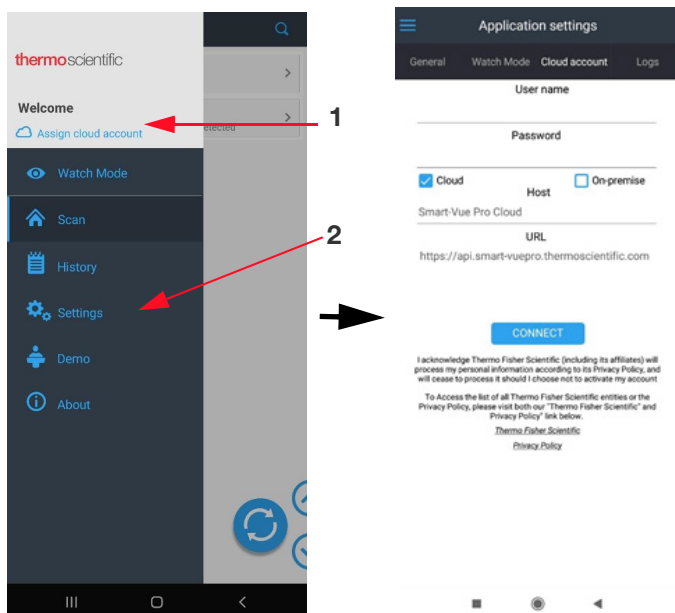 thermoscientific
Welcome
Assign cloud account
etected
Watch Mode
Scan
History
Settings
Demo
About
1
2
Application settings
General Watch Mode Cloud account Logs
User name
Password
Cloud On-premise
Host
Smart-Vue Pro Cloud
URL
https://api.smart-vuepro.thermoscientific.com
CONNECT
I acknowledge Thermo Fisher Scientific (including its affiliates) will
process my personal information according to its Privacy Policy, and
will cease to process it should I choose not to activate my account
To Access the list of all Thermo Fisher Scientific entities or the
Privacy Policy, please visit both our "Thermo Fisher Scientific" and
Privacy Policy" link below.
Thermo Fisher Scientific
Privacy Policy